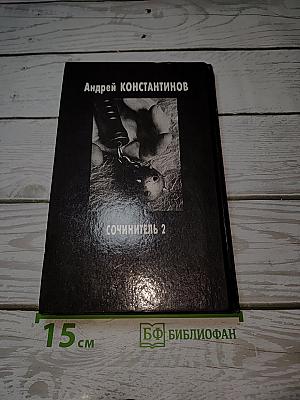 Андрей КОНСТАНТИНОВ
СОЧИНИТЕЛЬ 2
15 см
БФ БИБЛИОФАН